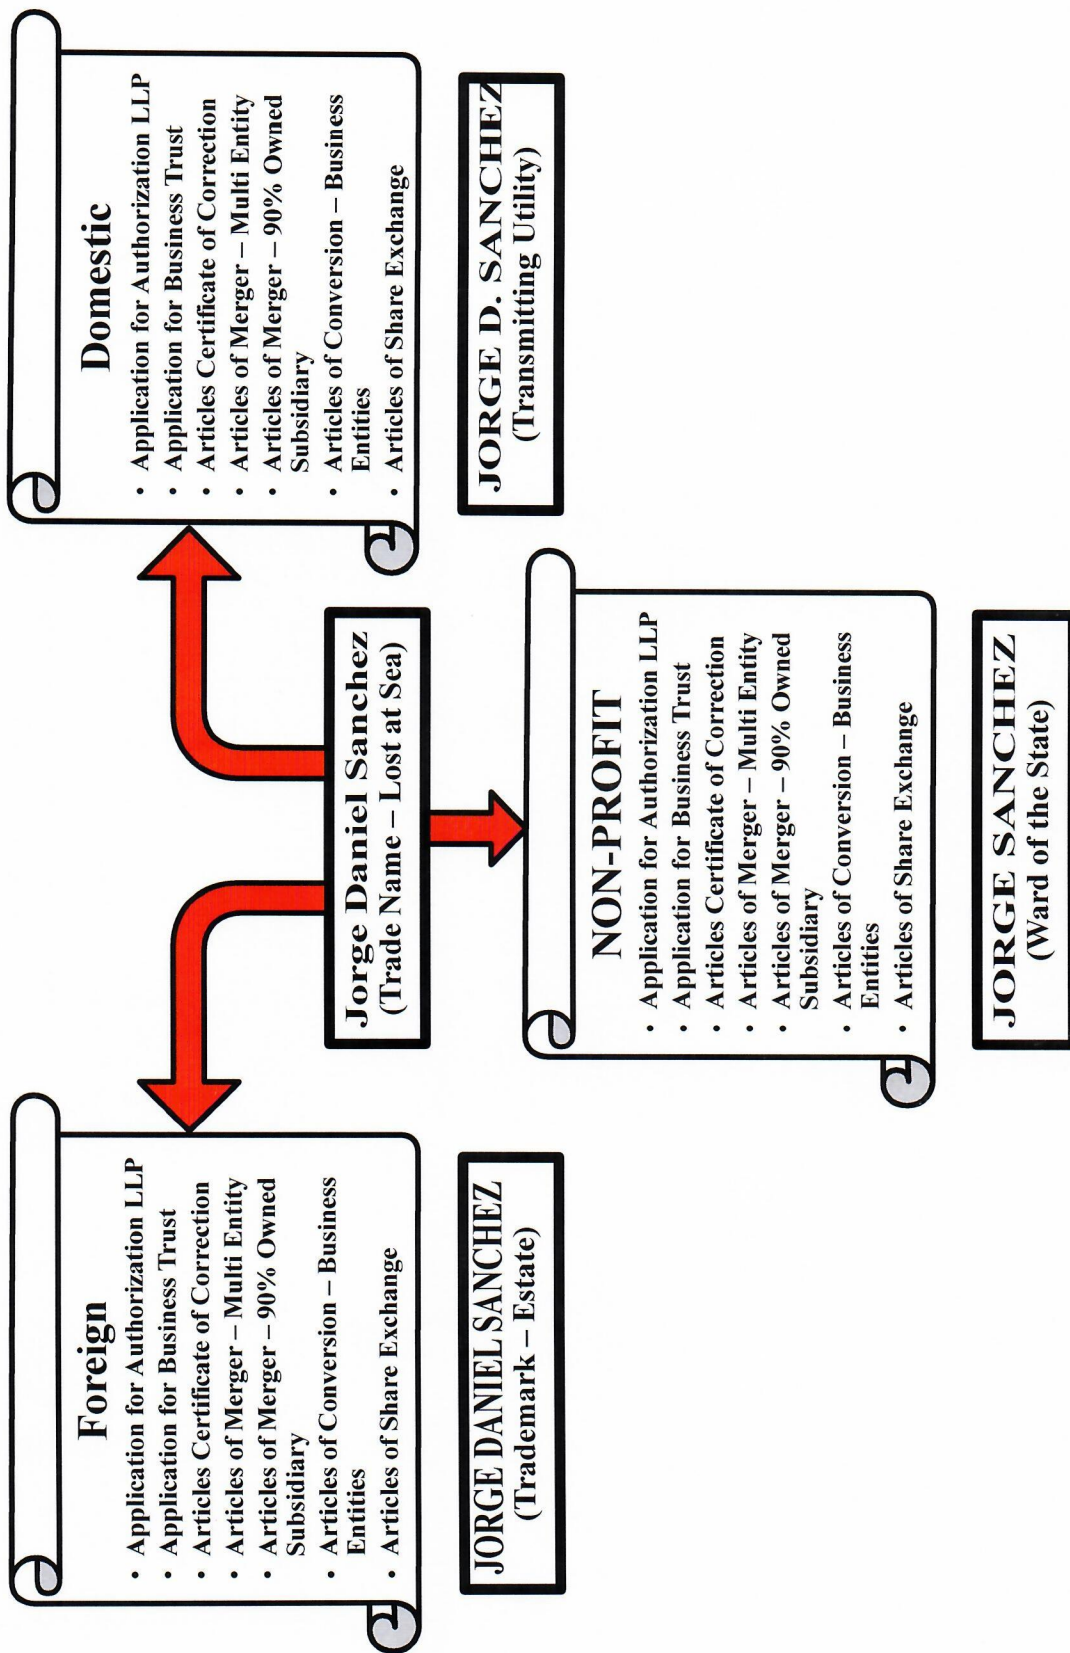 Foreign
• Application for Authorization LLP
• Application for Business Trust
• Articles Certificate of Correction
• Articles of Merger – Multi Entity
• Articles of Merger – 90% Owned
Subsidiary
• Articles of Conversion – Business
Entities
• Articles of Share Exchange
JORGE DANIEL SANCHEZ
(Trademark – Estate)
Jorge Daniel Sanchez
(Trade Name – Lost at Sea)
Domestic
• Application for Authorization LLP
• Application for Business Trust
• Articles Certificate of Correction
• Articles of Merger – Multi Entity
• Articles of Merger – 90% Owned
Subsidiary
• Articles of Conversion – Business
Entities
• Articles of Share Exchange
JORGE D. SANCHEZ
(Transmitting Utility)
NON-PROFIT
• Application for Authorization LLP
• Application for Business Trust
• Articles Certificate of Correction
• Articles of Merger – Multi Entity
• Articles of Merger – 90% Owned
Subsidiary
• Articles of Conversion – Business
Entities
• Articles of Share Exchange
JORGE SANCHEZ
(Ward of the State)